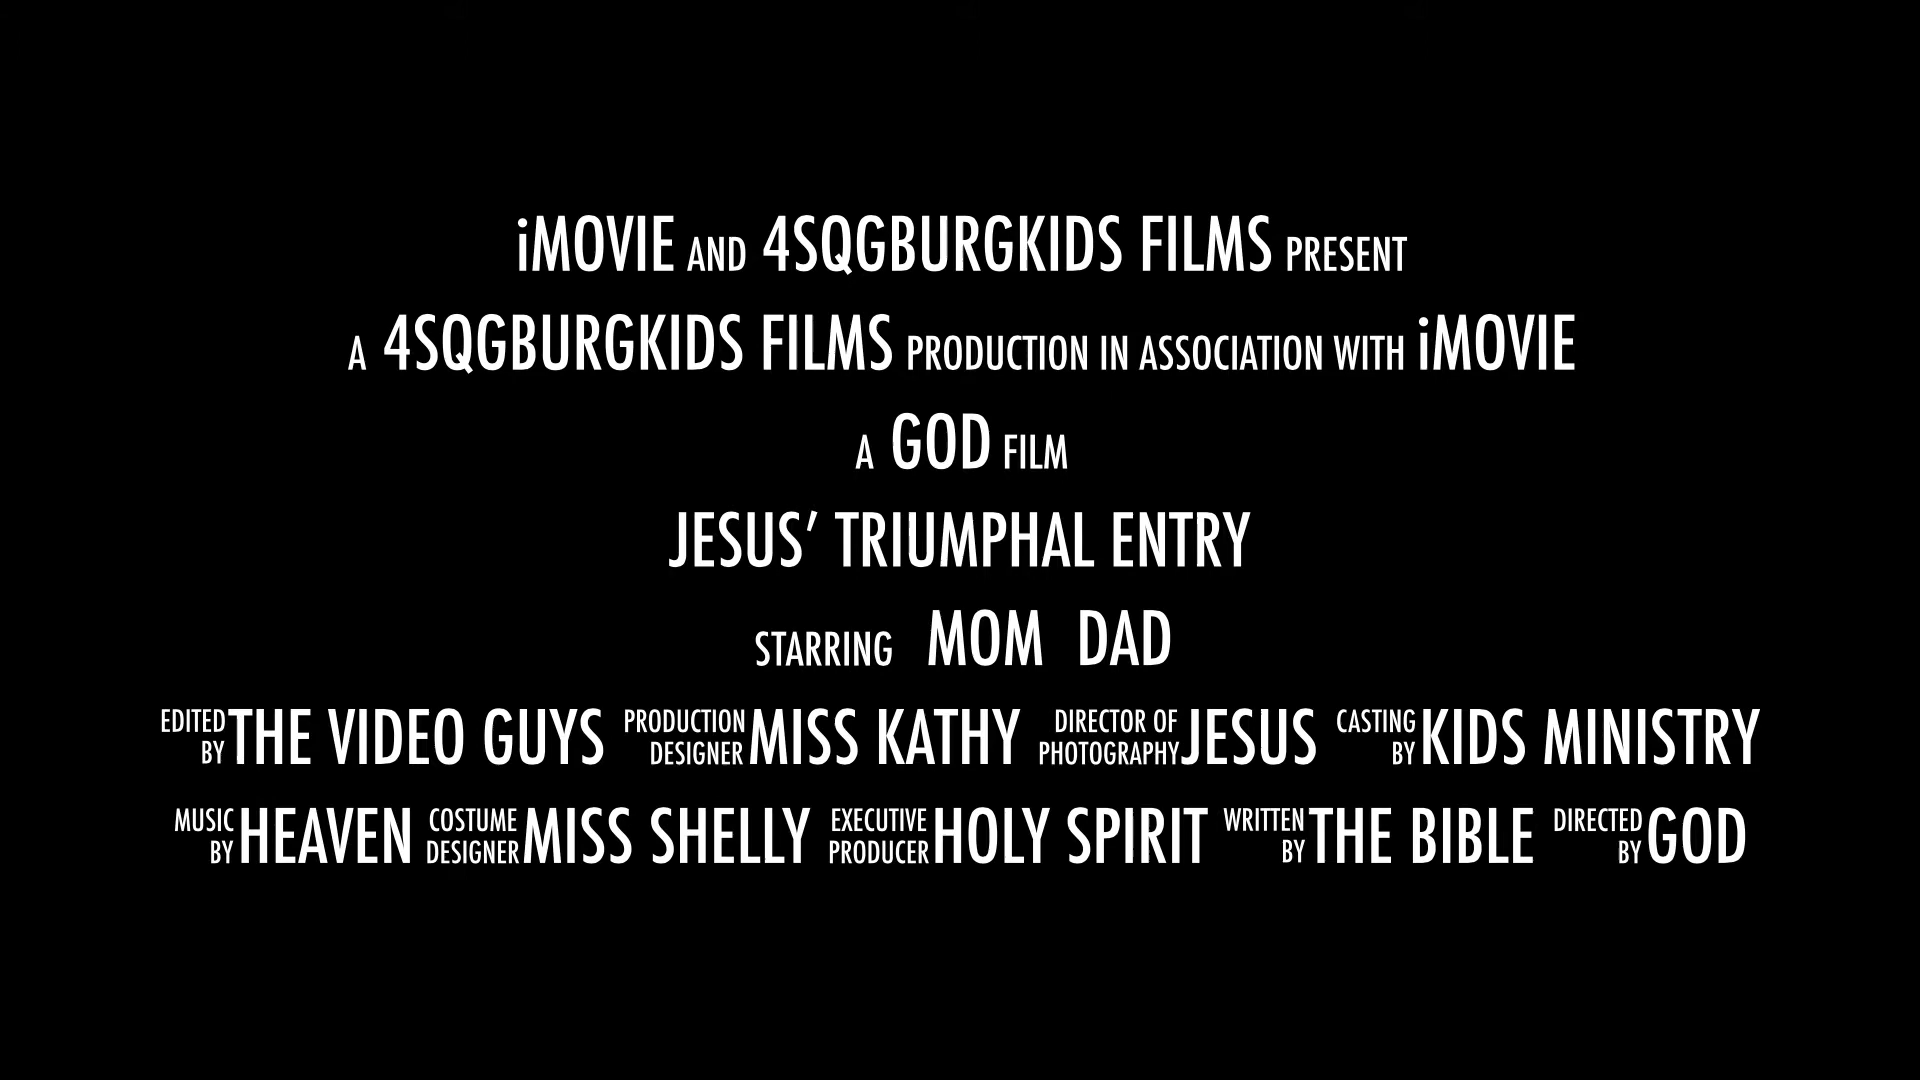 iMOVIE AND 4SQGBURGKIDS FILMS PRESENT
A 4SQGBURGKIDS FILMS PRODUCTION IN ASSOCIATION WITH iMOVIE
A GOD FILM
JESUS’ TRIUMPHAL ENTRY
STARRING MOM DAD
EDITED BY THE VIDEO GUYS PRODUCTION DESIGNER MISS KATHY DIRECTOR OF PHOTOGRAPHY JESUS CASTING BY KIDS MINISTRY
MUSIC BY HEAVEN COSTUME DESIGNER MISS SHELLY EXECUTIVE PRODUCER HOLY SPIRIT WRITTEN BY THE BIBLE DIRECTED BY GOD